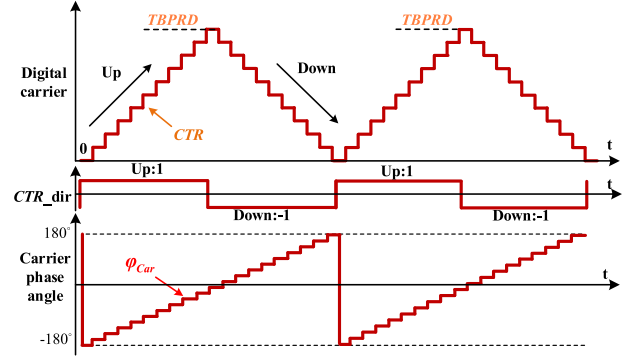 TBPRD
TBPRD
Digital
carrier
Up
Down
CTR
0
t
Up:1
Up:1
CTR_dir
t
Down:-1
Down:-1
180°
Carrier
phase
angle
φCar
t
-180°